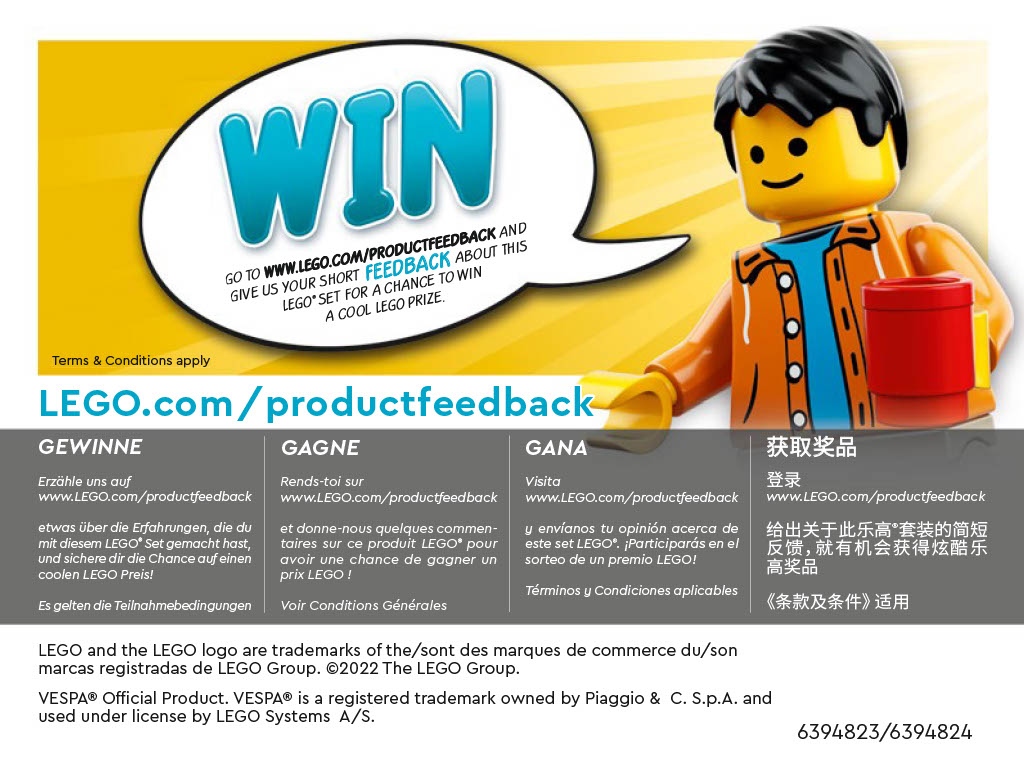 WIN
GO TO WWW.LEGO.COM/PRODUCTFEEDBACK AND
GIVE US YOUR SHORT FEEDBACK ABOUT THIS
LEGO® SET FOR A CHANCE TO WIN
A COOL LEGO PRIZE.
Terms & Conditions apply
LEGO.com/productfeedback
GEWINNE
Erzähle uns auf
www.LEGO.com/productfeedback
etwas über die Erfahrungen, die du
mit diesem LEGO® Set gemacht hast,
und sichere dir die Chance auf einen
coolen LEGO Preis!
Es gelten die Teilnahmebedingungen
GAGNE
Rends-toi sur
www.LEGO.com/productfeedback
et donne-nous quelques commen-
taires sur ce produit LEGO® pour
avoir une chance de gagner un
prix LEGO !
Voir Conditions Générales
GANA
Visita
www.LEGO.com/productfeedback
y envíanos tu opinión acerca de
este set LEGO®. ¡Participarás en el
sorteo de un premio LEGO!
Términos y Condiciones aplicables
获取奖品
登录
www.LEGO.com/productfeedback
给出关于此乐高®套装的简短
反馈，就有机会获得炫酷乐
高奖品
《条款及条件》适用
LEGO and the LEGO logo are trademarks of the/sont des marques de commerce du/son
marcas registradas de LEGO Group. ©2022 The LEGO Group.
VESPA® Official Product. VESPA® is a registered trademark owned by Piaggio & C. S.p.A. and
used under license by LEGO Systems A/S.
6394823/6394824